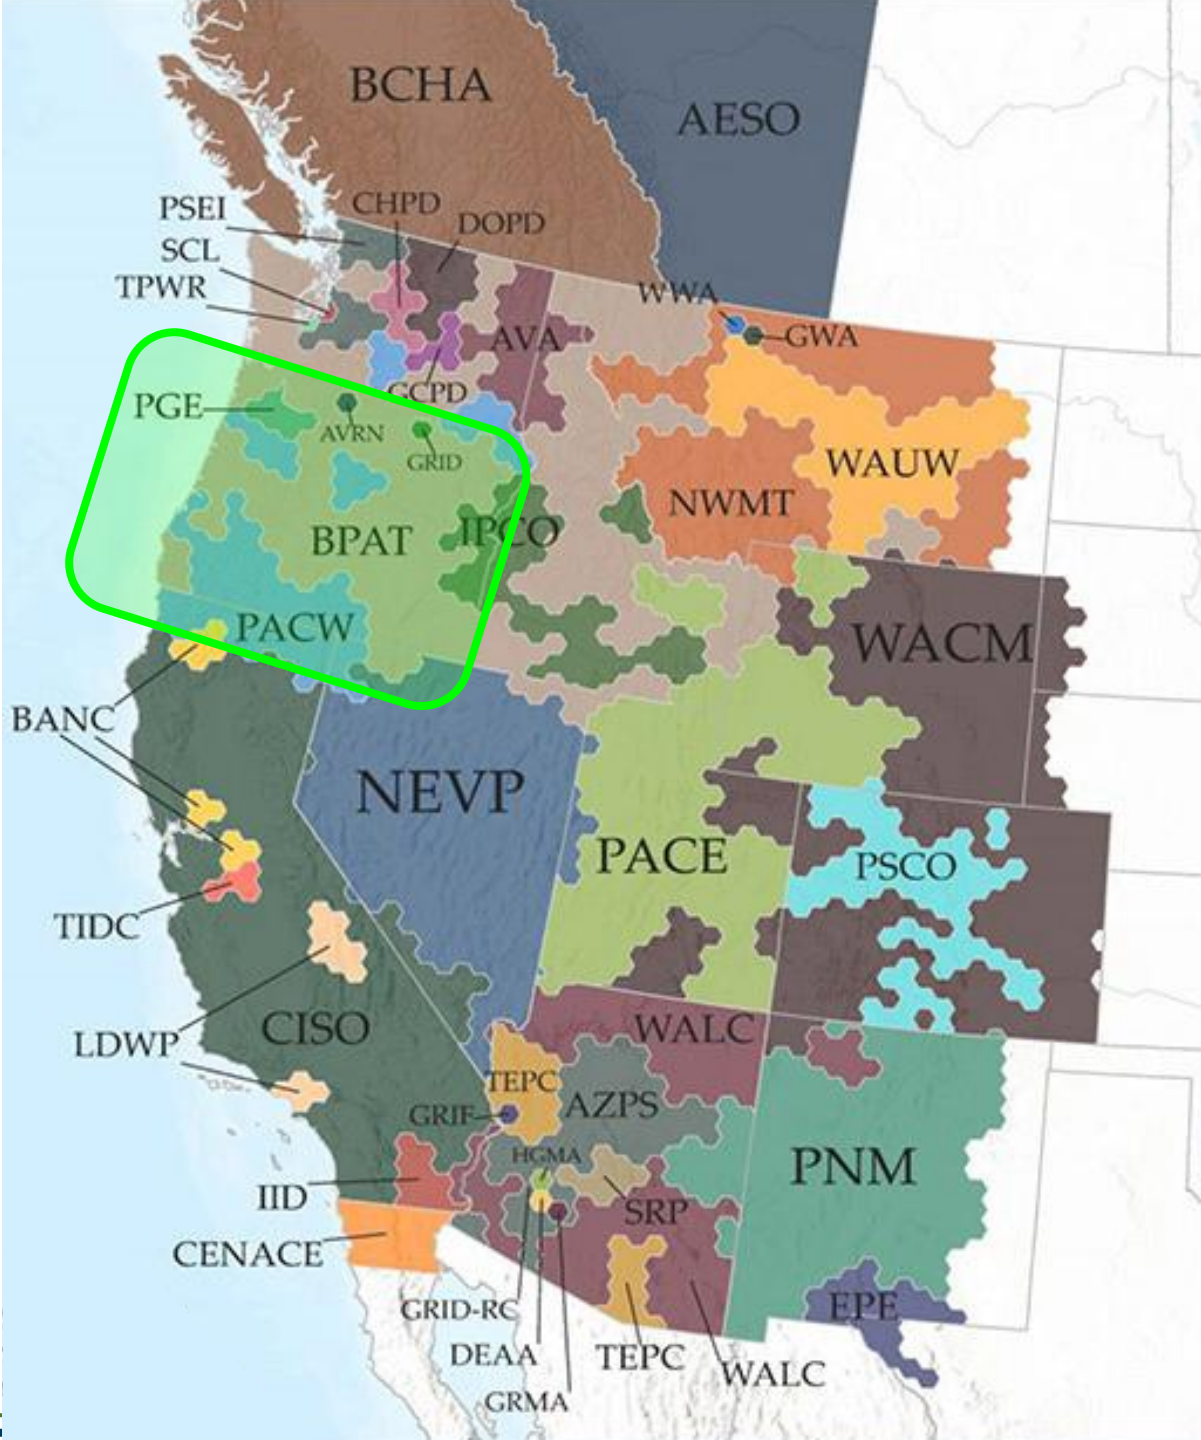 BCHA
AESO
PSEI
CHPD
DOPD
SCL
TPWR
WWA
GWA
AVA
GCPD
PGE
AVRN
GRID
WAUW
NWMT
BPAT
IPCO
PACW
WACM
BANC
NEVP
PACE
PSCO
TIDC
CISO
LDWP
WALC
TEPC
AZPS
GRIF
HGMA
PNM
IID
SRP
CENACE
GRID-RC
EPE
DEAA
TEPC
WALC
GRMA